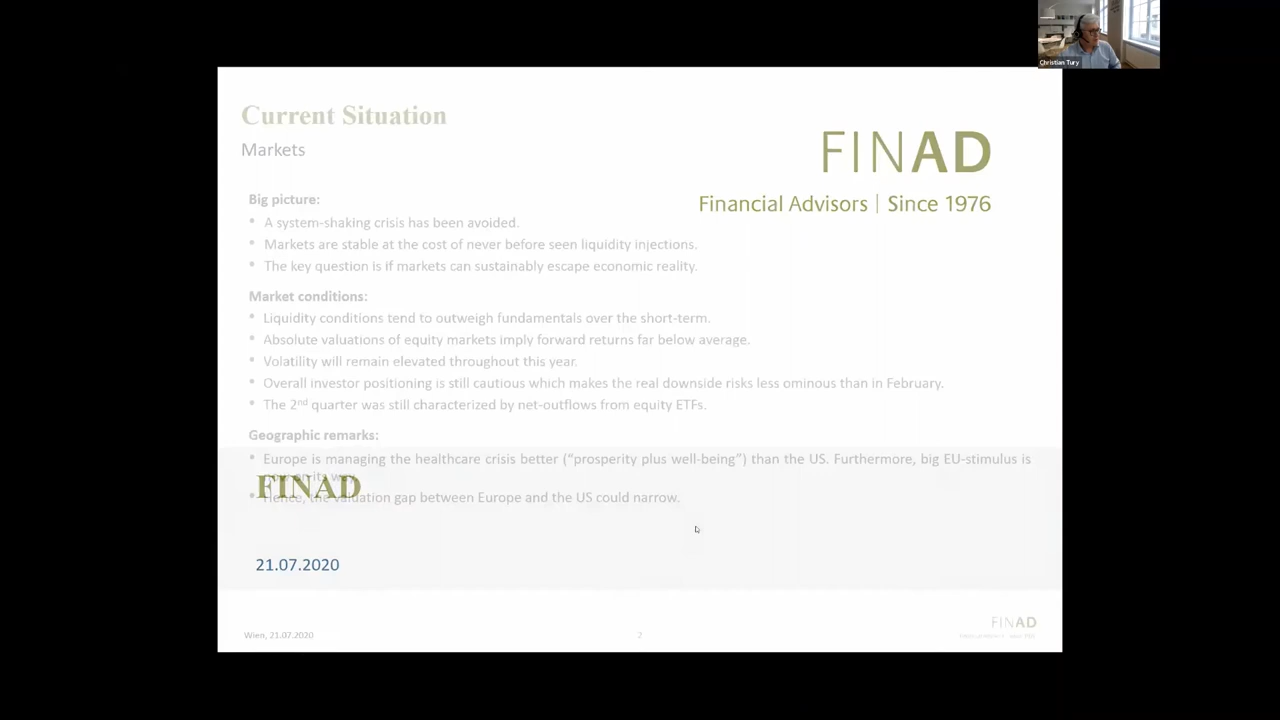 Christian Tury
Current Situation
Markets
FINAD
Financial Advisors | Since 1976
Big picture:
• A system-shaking crisis has been avoided.
• Markets are stable at the cost of never before seen liquidity injections.
• The key question is if markets can sustainably escape economic reality.
Market conditions:
• Liquidity conditions tend to outweigh fundamentals over the short-term.
• Absolute valuations of equity markets imply forward returns far below average.
• Volatility will remain elevated throughout this year.
• Overall investor positioning is still cautious which makes the real downside risks less ominous than in February.
• The 2nd quarter was still characterized by net-outflows from equity ETFs.
Geographic remarks:
• Europe is managing the healthcare crisis better (“prosperity plus well-being”) than the US. Furthermore, big EU-stimulus is
now on its way.
FINAD
• Hence, the valuation gap between Europe and the US could narrow.
21.07.2020
Wien, 21.07.2020
2
FINAD